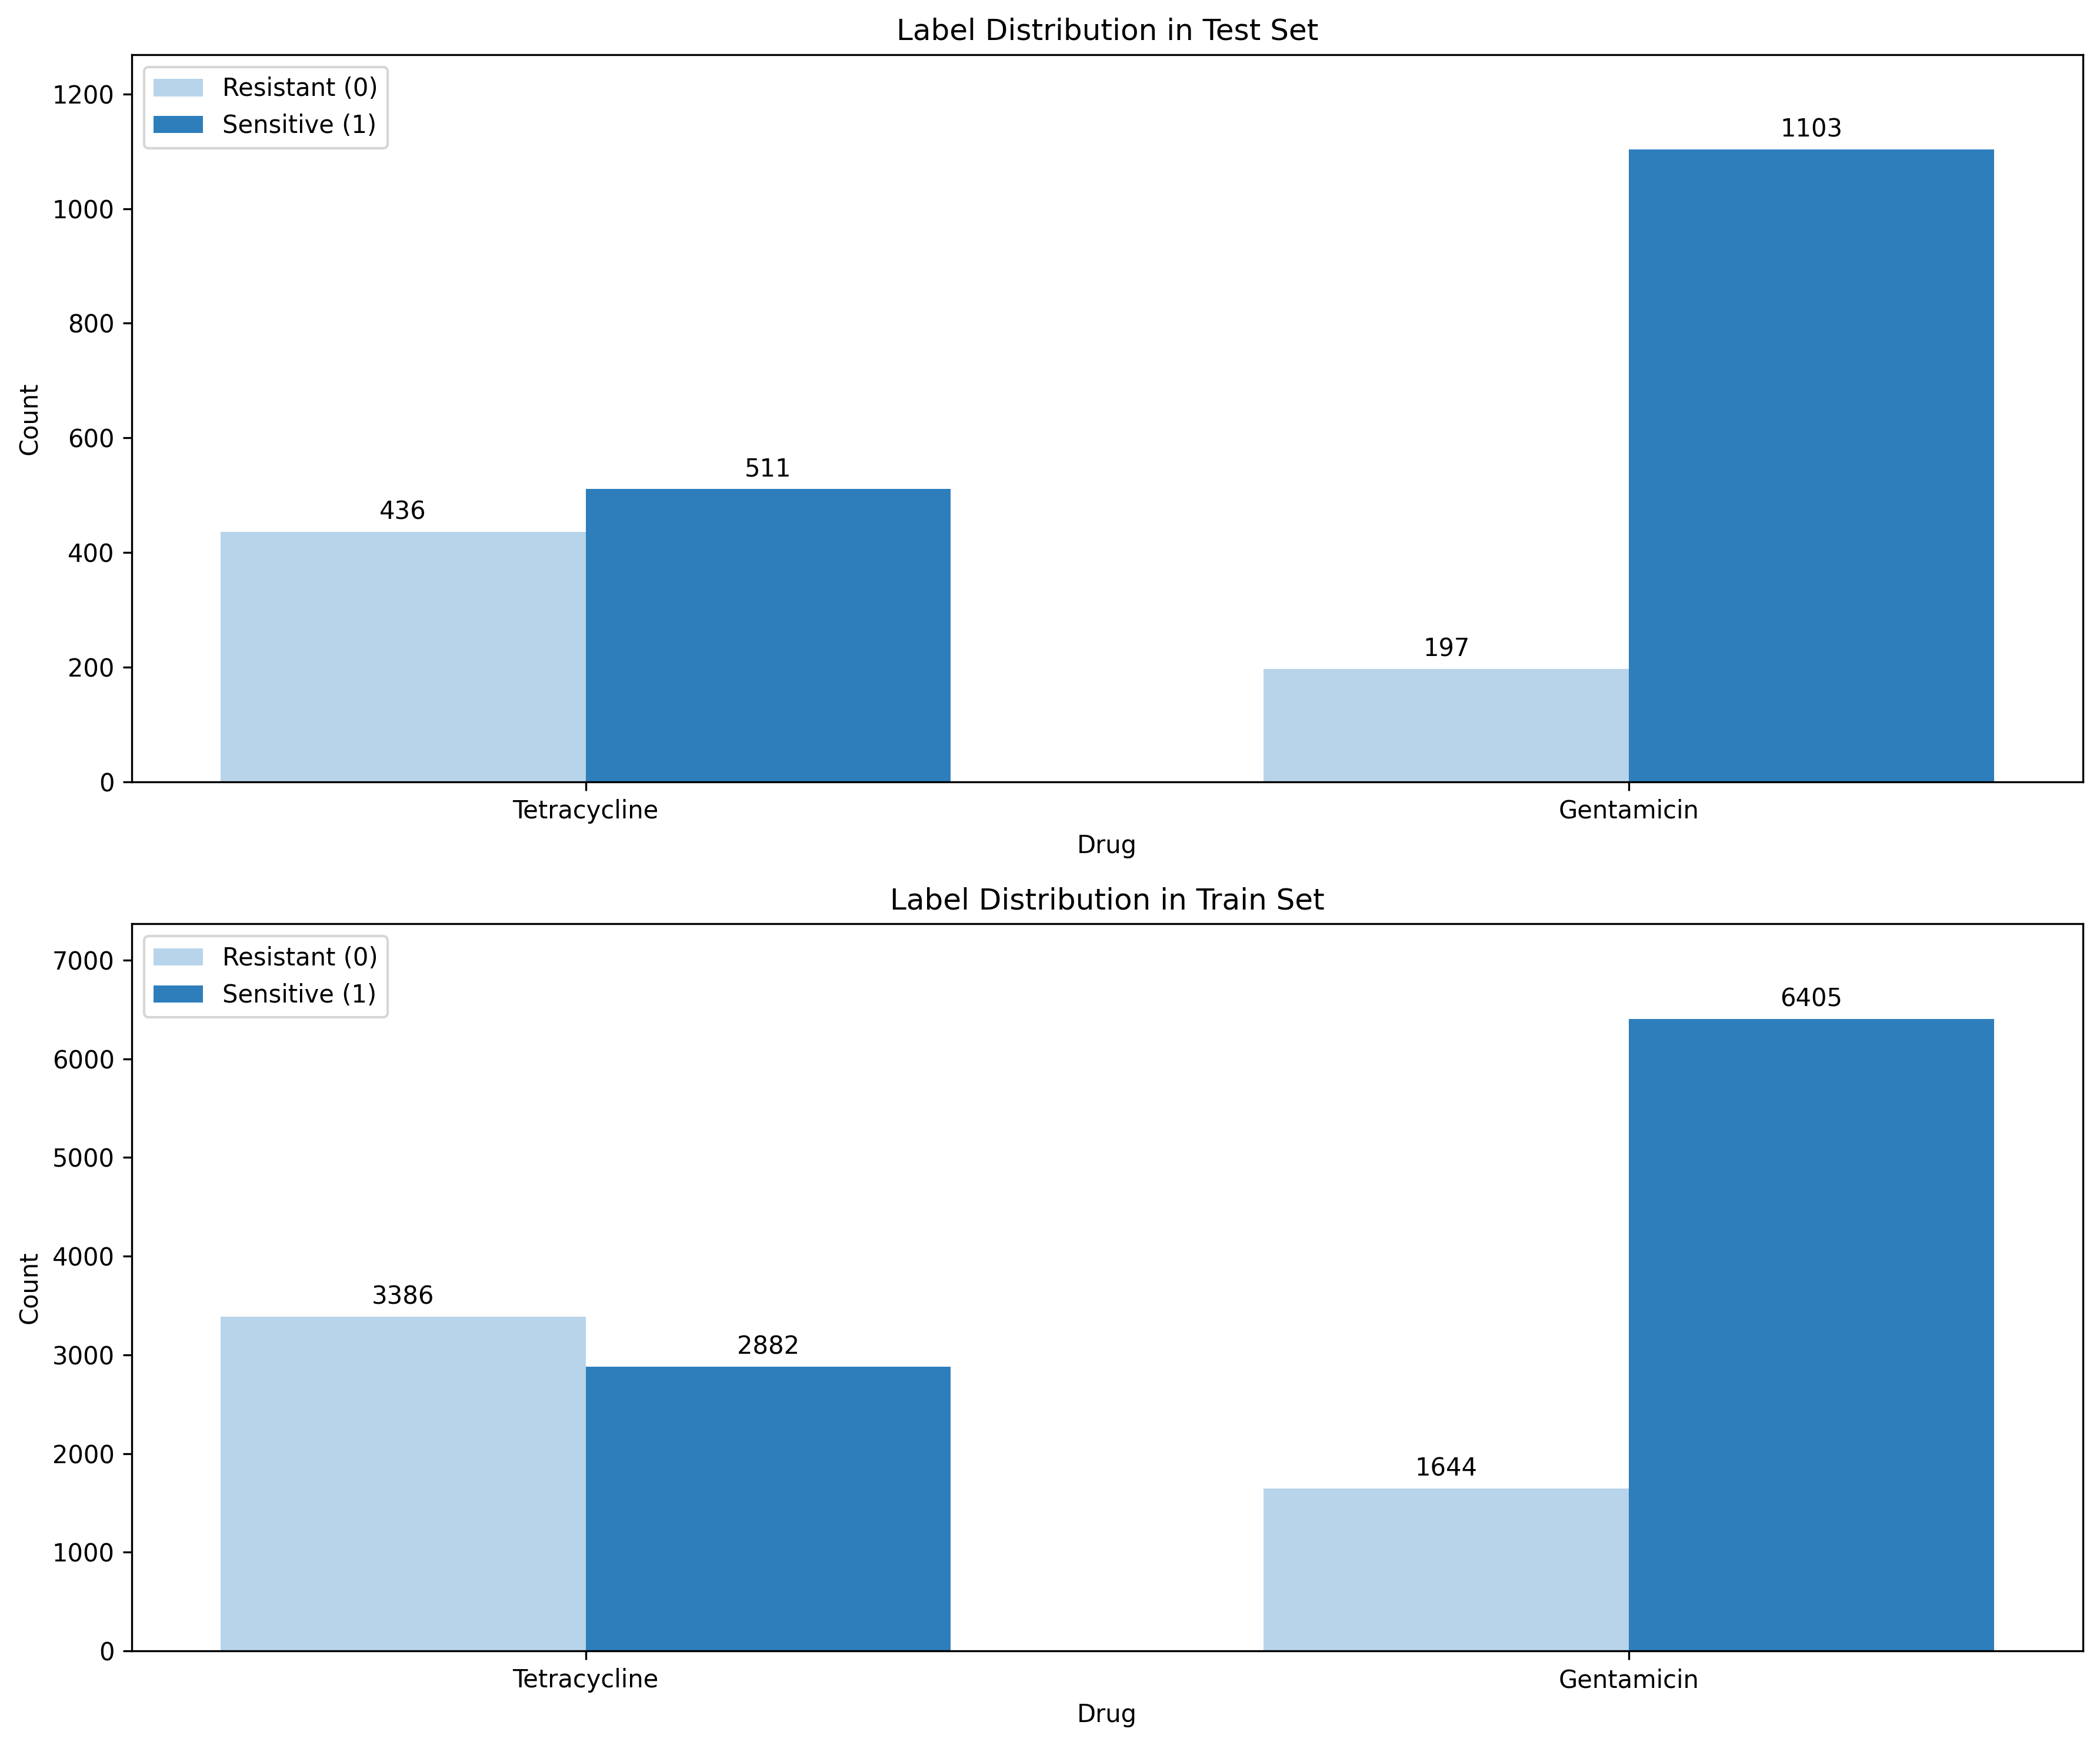 Label Distribution in Test Set
Resistant (0)
Sensitive (1)
1200
1000
800
600
400
200
0
Count
436
511
197
1103
Tetracycline
Gentamicin
Drug
Label Distribution in Train Set
Resistant (0)
Sensitive (1)
7000
6000
5000
4000
3000
2000
1000
0
Count
3386
2882
1644
6405
Tetracycline
Gentamicin
Drug